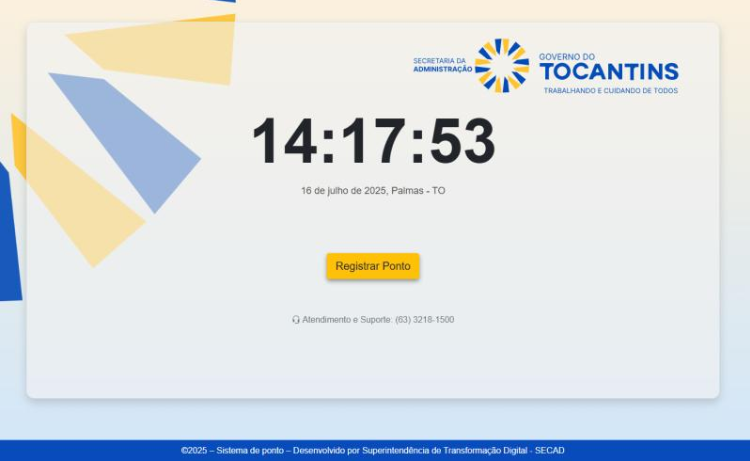 SECRETARIA DA
ADMINISTRAÇÃO
GOVERNO DO
TOCANTINS
TRABALHANDO E CUIDANDO DE TODOS
14:17:53
16 de julho de 2025, Palmas - TO
Registrar Ponto
Atendimento e Suporte: (63) 3218-1500
©2025 – Sistema de ponto – Desenvolvido por Superintendência de Transformação Digital - SECAD